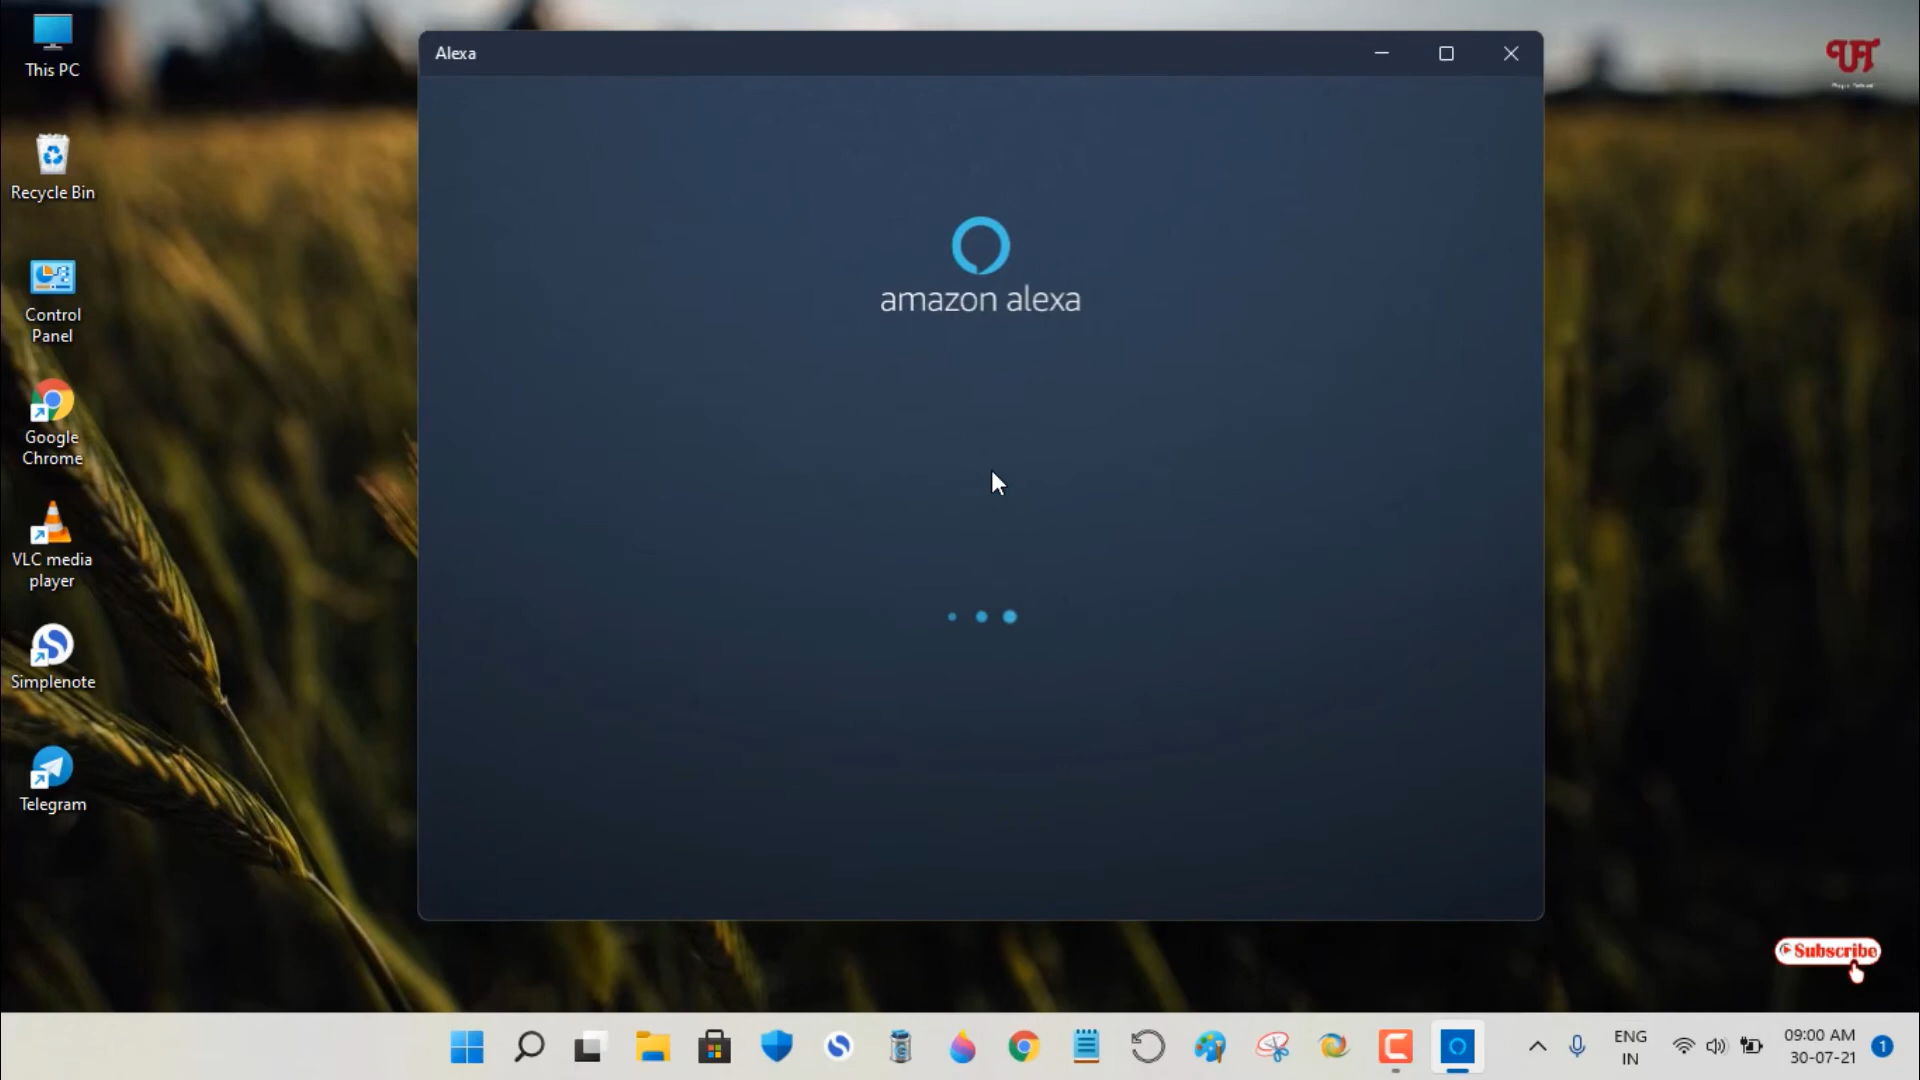 This PC
Recycle Bin
Control
Panel
Google
Chrome
VLC media
player
Simplenote
Telegram
Alexa
amazon alexa
Subscribe
ENG
IN
09:00 AM
30-07-21
1